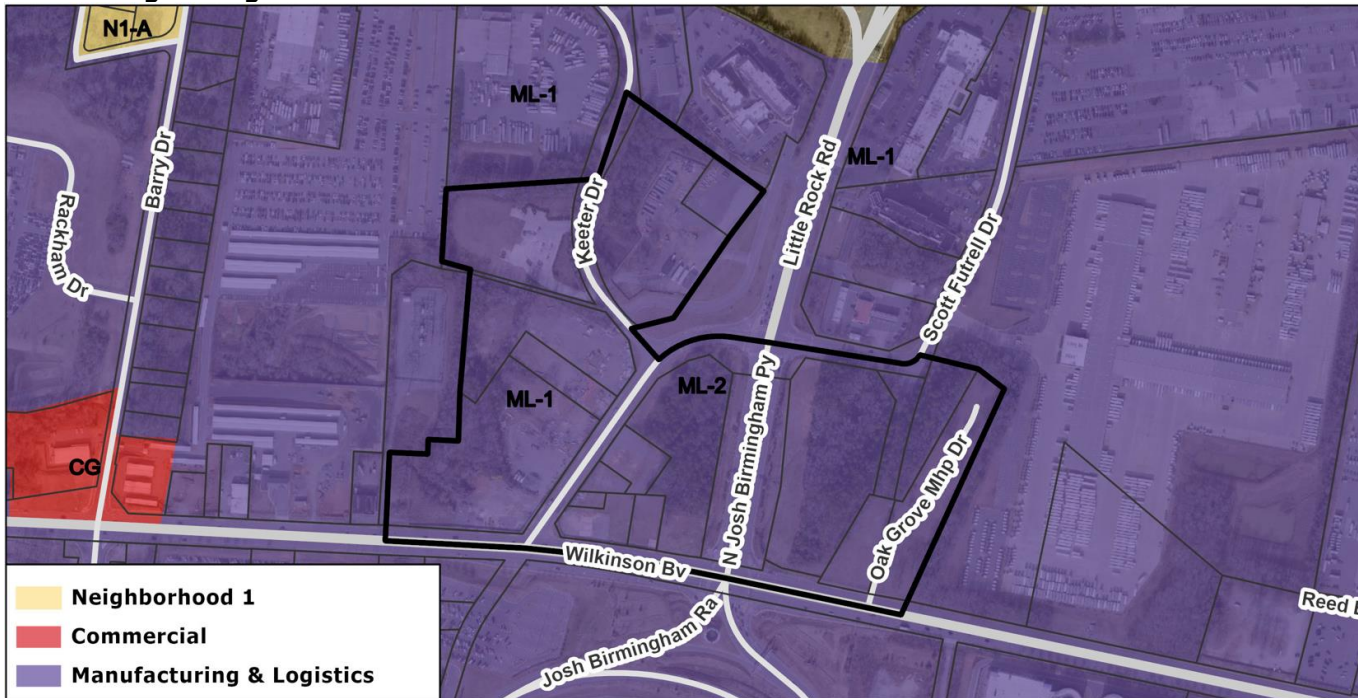 N1-A
ML-1
Little Rock Rd
ML-1
Barry Dr
Rackham Dr
Keeter Dr
Scott Futrell Dr
ML-1
ML-2
N Josh Birmingham Py
Oak Grove Mhp Dr
CG
Wilkinson Bv
Josh Birmingham Ra
Reed
Neighborhood 1
Commercial
Manufacturing & Logistics